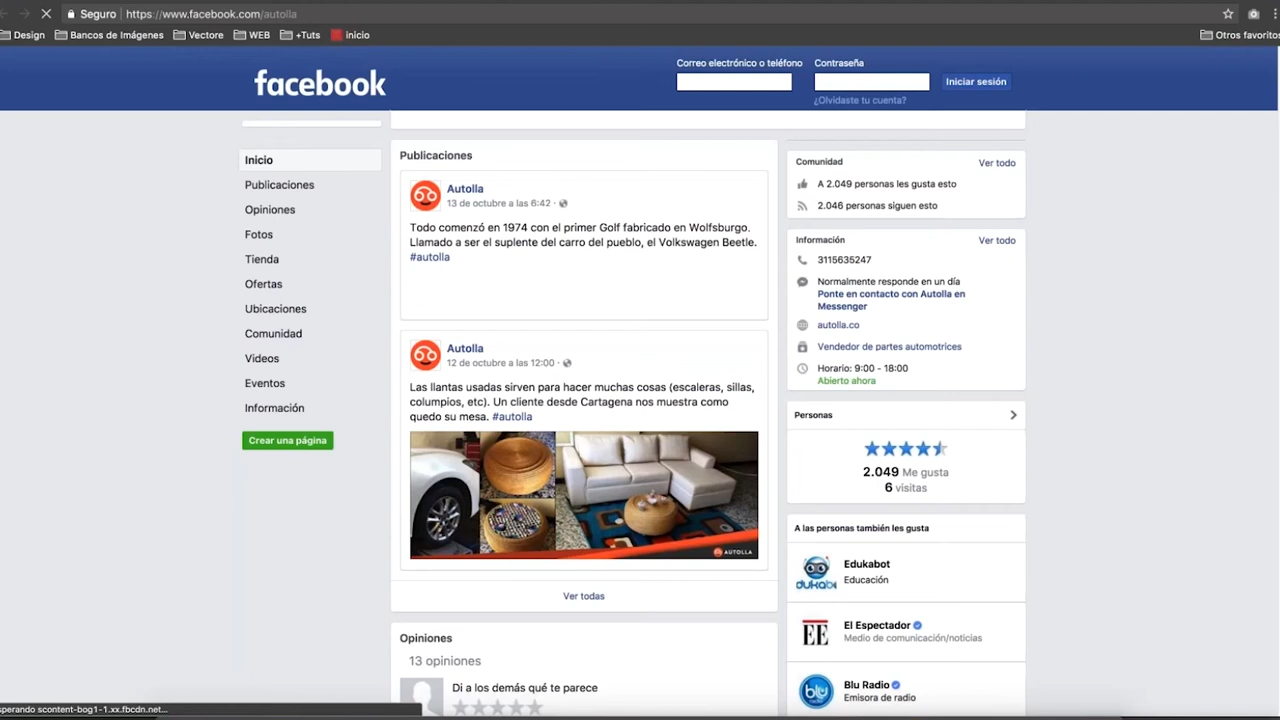 Seguro https://www.facebook.com/autolla
Design Bancos de Imágenes Vectore WEB +Tuts inicio Otros favoritos
facebook
Correo electrónico o teléfono Contraseña
Iniciar sesión
¿Olvidaste tu cuenta?
Inicio
Publicaciones
Opiniones
Fotos
Tienda
Ofertas
Ubicaciones
Comunidad
Videos
Eventos
Información
Crear una página
Publicaciones
Autolla
13 de octubre a las 6:42 ·
Todo comenzó en 1974 con el primer Golf fabricado en Wolfsburgo.
Llamado a ser el suplente del carro del pueblo, el Volkswagen Beetle.
#autolla
Autolla
12 de octubre a las 12:00 ·
Las llantas usadas sirven para hacer muchas cosas (escaleras, sillas,
columpios, etc). Un cliente desde Cartagena nos muestra como
quedo su mesa. #autolla
AUTOLLA
Ver todas
Opiniones
13 opiniones
Di a los demás qué te parece
Comunidad Ver todo
A 2.049 personas les gusta esto
2.046 personas siguen esto
Información Ver todo
3115635247
Normalmente responde en un día
Ponte en contacto con Autolla en
Messenger
autolla.co
Vendedor de partes automotrices
Horario: 9:00 - 18:00
Abierto ahora
Personas
2.049 Me gusta
6 visitas
A las personas también les gusta
dukabo
Edukabot
Educación
EE
El Espectador
Medio de comunicación/noticias
blu
Blu Radio
Emisora de radio
sperando scontent-bog1-1.xx.fbcdn.net...